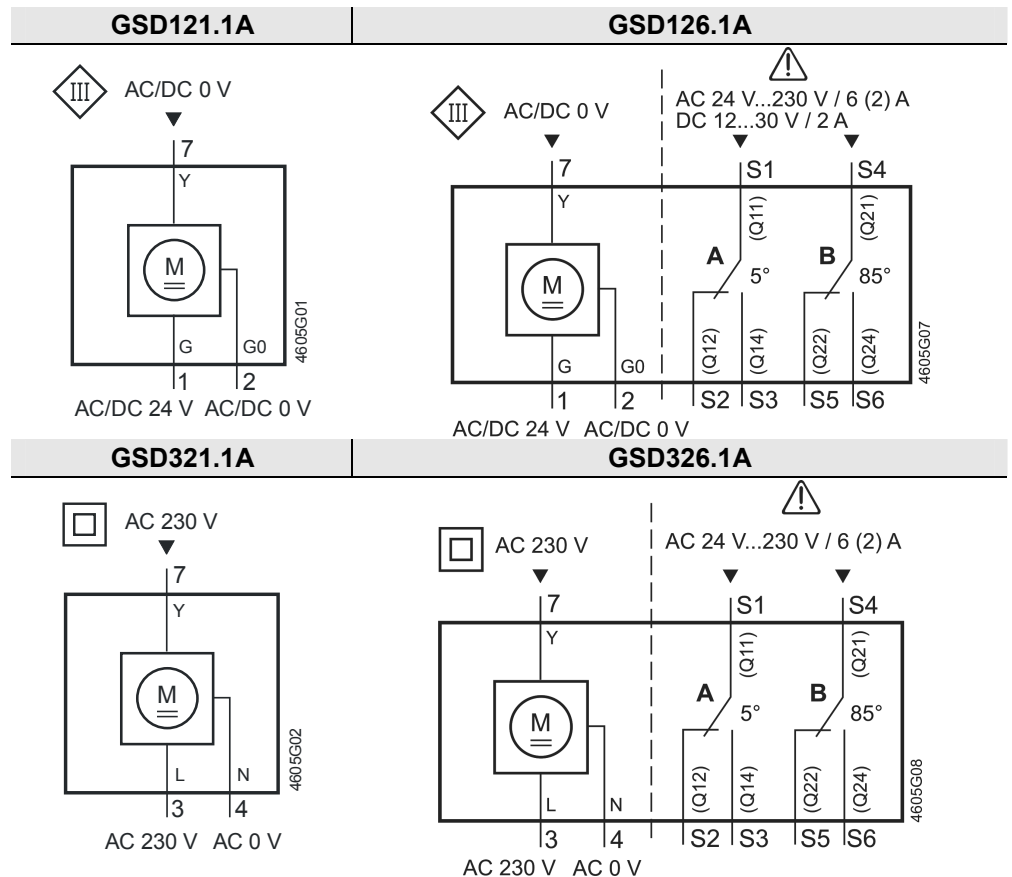 GSD121.1A
GSD126.1A
III
AC/DC 0 V
7
Y
M
G
G0
4605G01
1
2
AC/DC 24 V AC/DC 0 V
III
AC/DC 0 V
AC 24 V...230 V / 6 (2) A
DC 12...30 V / 2 A
7
S1
S4
Y
(Q11)
(Q21)
A
B
5°
85°
M
G
G0
(Q12)
(Q14)
(Q22)
(Q24)
4605G07
1
2
S2
S3
S5
S6
AC/DC 24 V AC/DC 0 V
GSD321.1A
GSD326.1A
AC 230 V
7
Y
M
L
N
4605G02
3
4
AC 230 V AC 0 V
AC 230 V
AC 24 V...230 V / 6 (2) A
7
S1
S4
Y
(Q11)
(Q21)
A
B
5°
85°
M
L
N
(Q12)
(Q14)
(Q22)
(Q24)
4605G08
3
4
S2
S3
S5
S6
AC 230 V AC 0 V